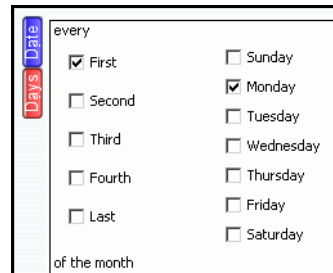 Date
Days
every
First
Second
Third
Fourth
Last
Sunday
Monday
Tuesday
Wednesday
Thursday
Friday
Saturday
of the month